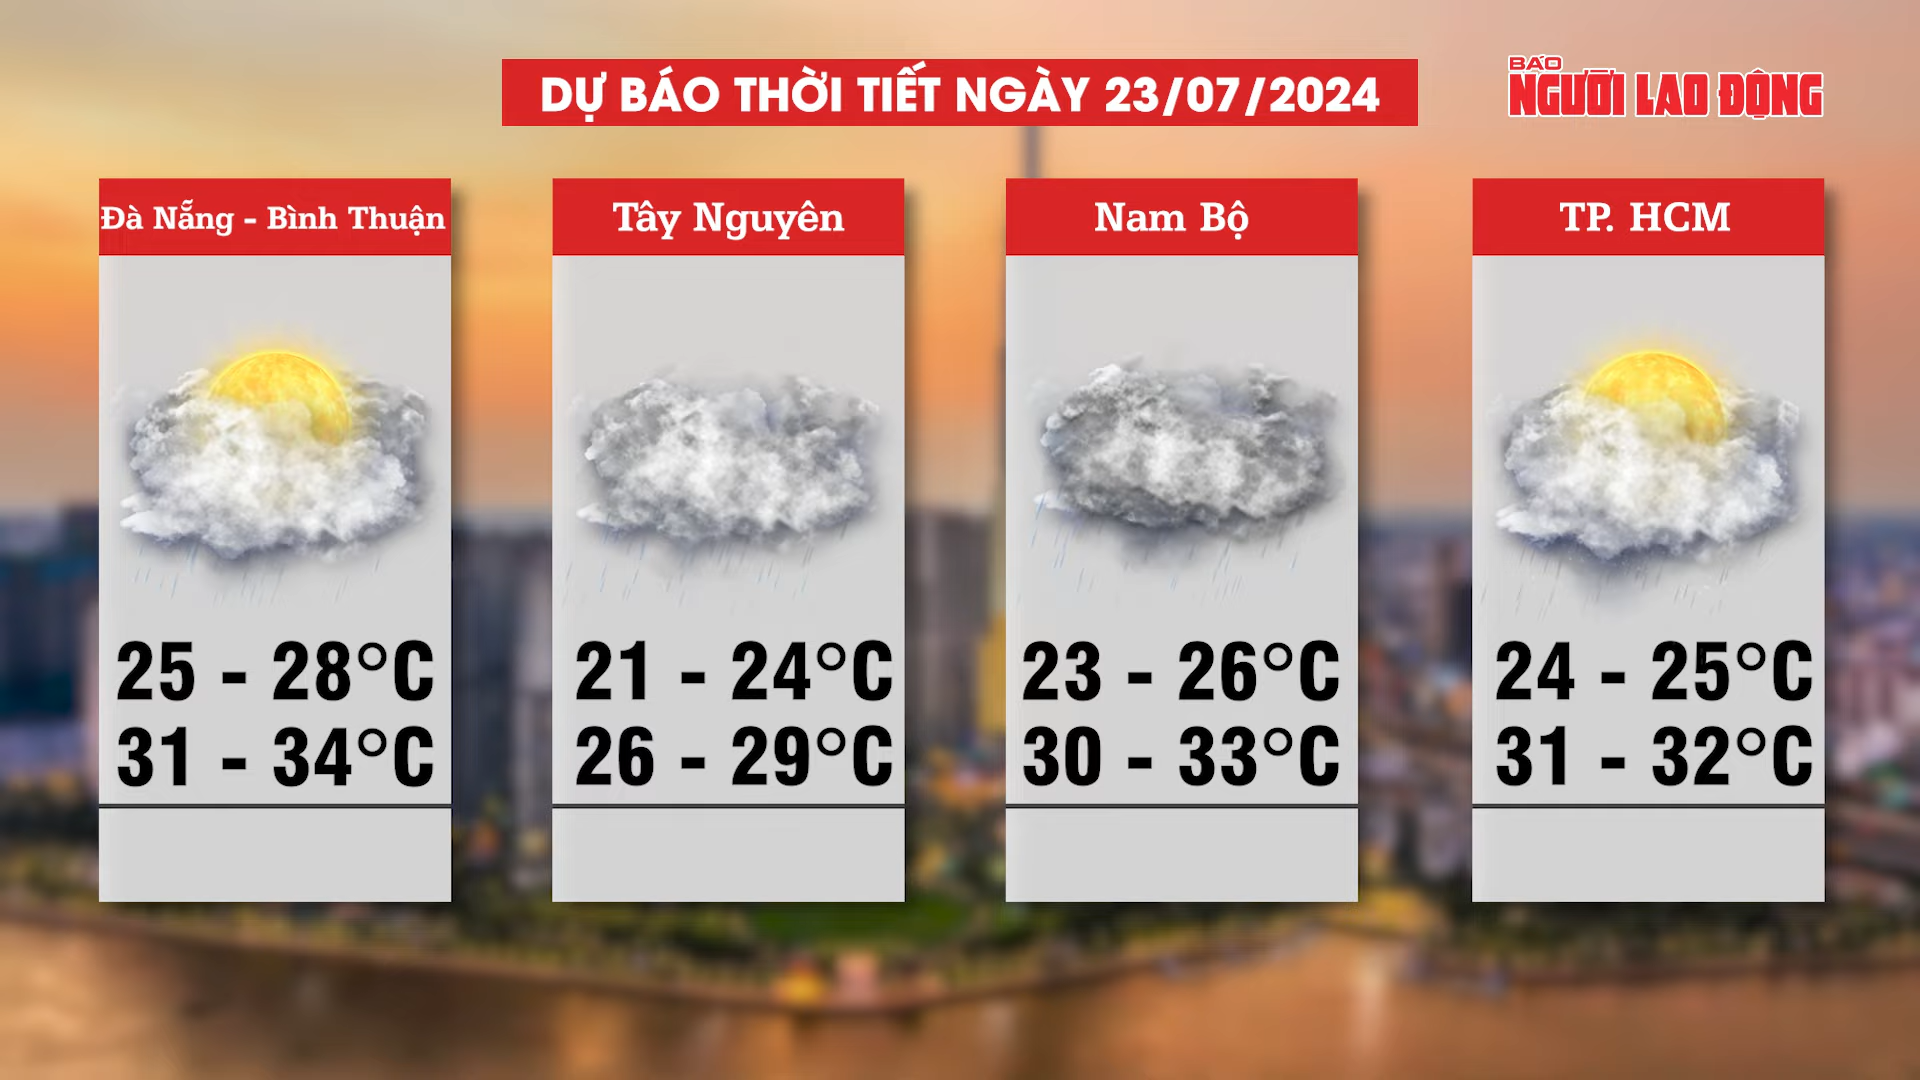 DỰ BÁO THỜI TIẾT NGÀY 23/07/2024
BÁO
NGƯỜI LAO ĐỘNG
Đà Nẵng - Bình Thuận
25 - 28°C
31 - 34°C
Tây Nguyên
21 - 24°C
26 - 29°C
Nam Bộ
23 - 26°C
30 - 33°C
TP. HCM
24 - 25°C
31 - 32°C